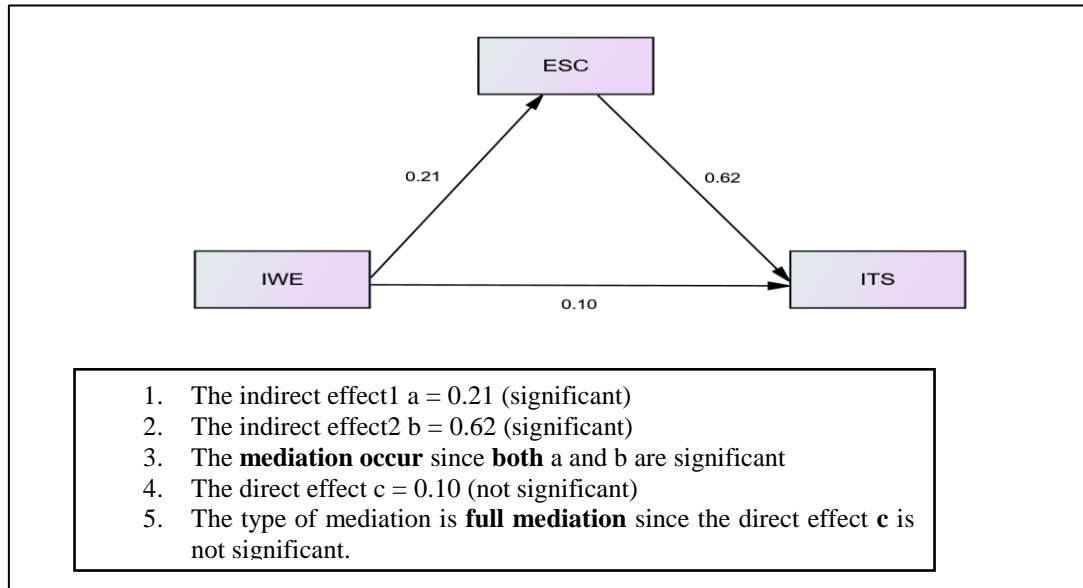 ESC
0.21
0.62
IWE
ITS
0.10
1. The indirect effect1 a = 0.21 (significant)
2. The indirect effect2 b = 0.62 (significant)
3. The mediation occur since both a and b are significant
4. The direct effect c = 0.10 (not significant)
5. The type of mediation is full mediation since the direct effect c is
not significant.